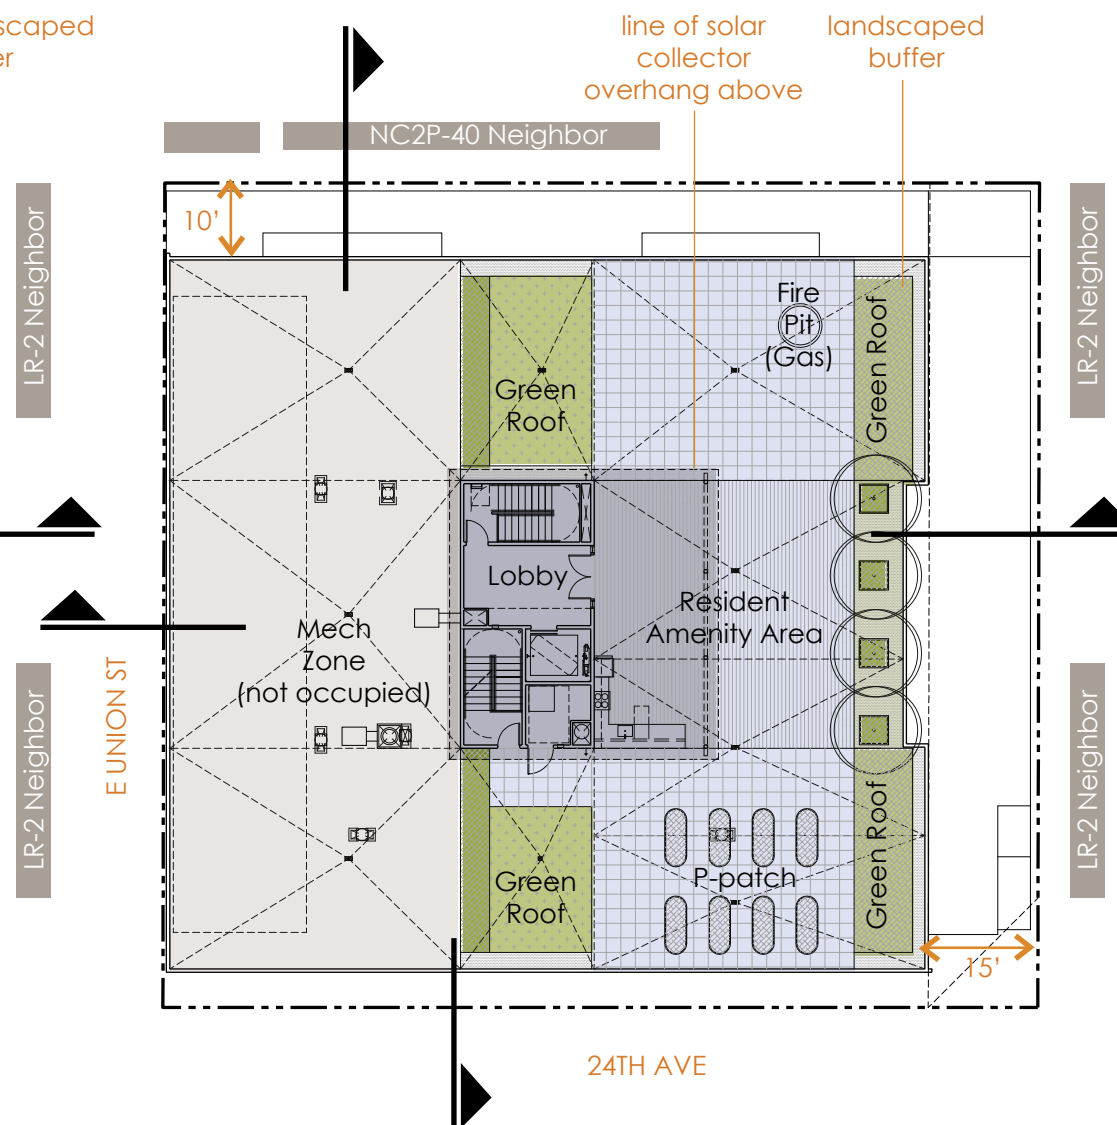 scaped
er
line of solar
collector
overhang above
landscaped
buffer
NC2P-40 Neighbor
LR-2 Neighbor
10’
LR-2 Neighbor
Fire
Pit
(Gas)
Green Roof
Green
Roof
Lobby
Resident
Amenity Area
Mech
Zone
(not occupied)
E UNION ST
LR-2 Neighbor
LR-2 Neighbor
Green
Roof
P-patch
Green Roof
15’
24TH AVE